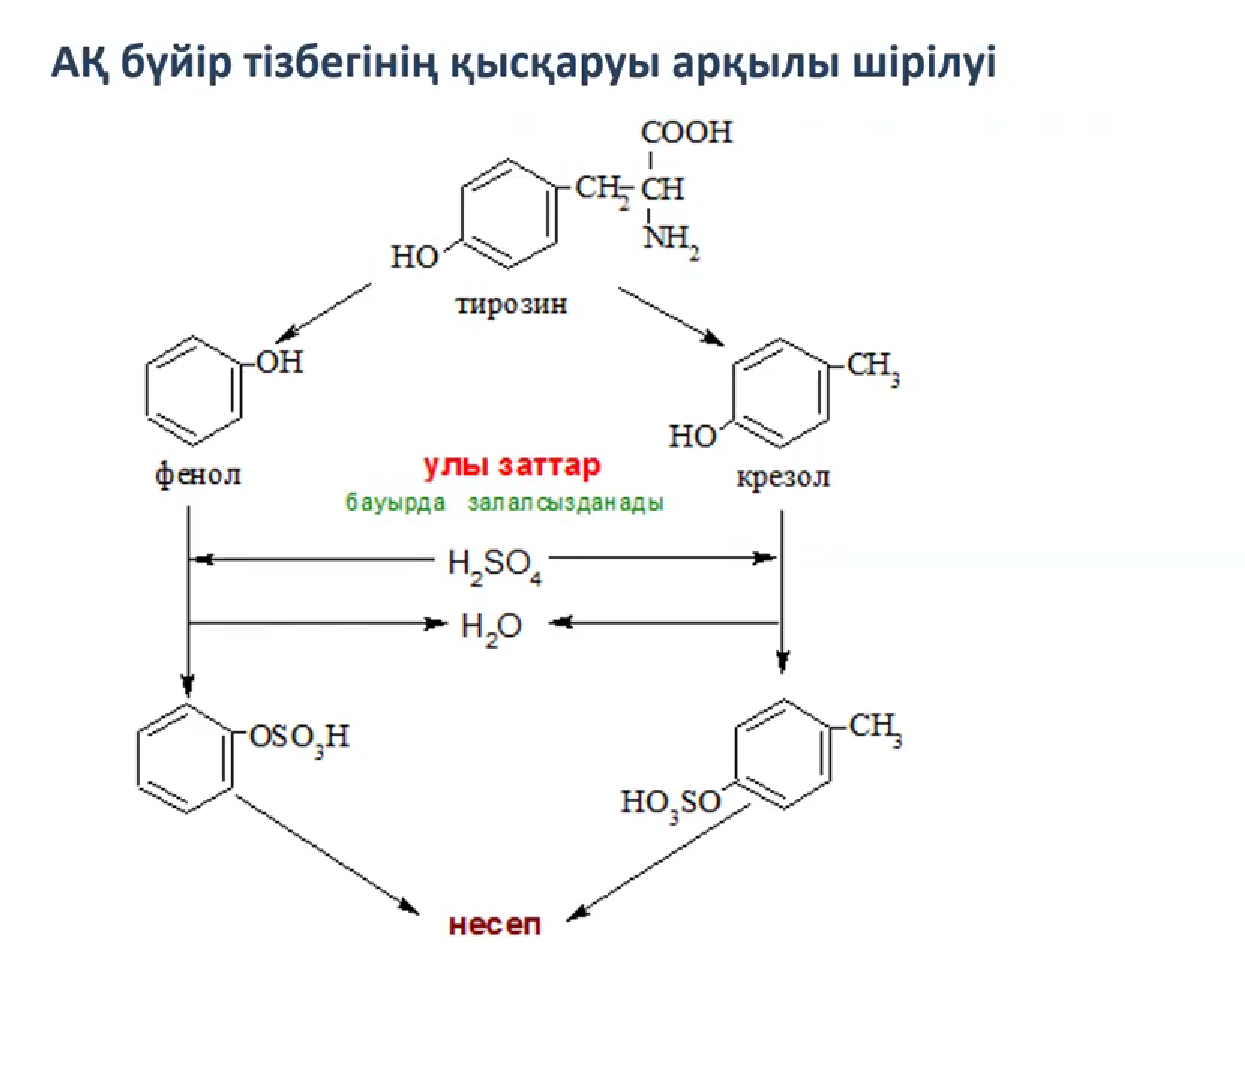 АҚ бүйір тізбегінің қысқаруы арқылы шірілуі
COOH
CH₂ CH
NH₂
HO
тирозин
OH
CH₃
HO
фенол
крезол
улы заттар
бауырда залалсызданады
H₂SO₄
H₂O
OSO₃H
CH₃
HO₃SO
несеп